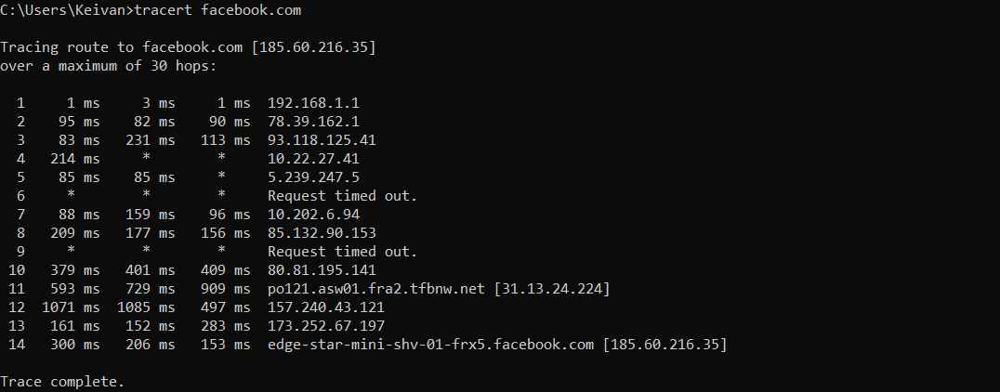 C:\Users\Keivan>tracert facebook.com
Tracing route to facebook.com [185.60.216.35]
over a maximum of 30 hops:
1 1 ms 3 ms 1 ms 192.168.1.1
2 95 ms 82 ms 90 ms 78.39.162.1
3 83 ms 231 ms 113 ms 93.118.125.41
4 214 ms * * 10.22.27.41
5 85 ms 85 ms * 5.239.247.5
6 * * * Request timed out.
7 88 ms 159 ms 96 ms 10.202.6.94
8 209 ms 177 ms 156 ms 85.132.90.153
9 * * * Request timed out.
10 379 ms 401 ms 409 ms 80.81.195.141
11 593 ms 729 ms 909 ms po121.asw01.fra2.tfbnw.net [31.13.24.224]
12 1071 ms 1085 ms 497 ms 157.240.43.121
13 161 ms 152 ms 283 ms 173.252.67.197
14 300 ms 206 ms 153 ms edge-star-mini-shv-01-frx5.facebook.com [185.60.216.35]
Trace complete.